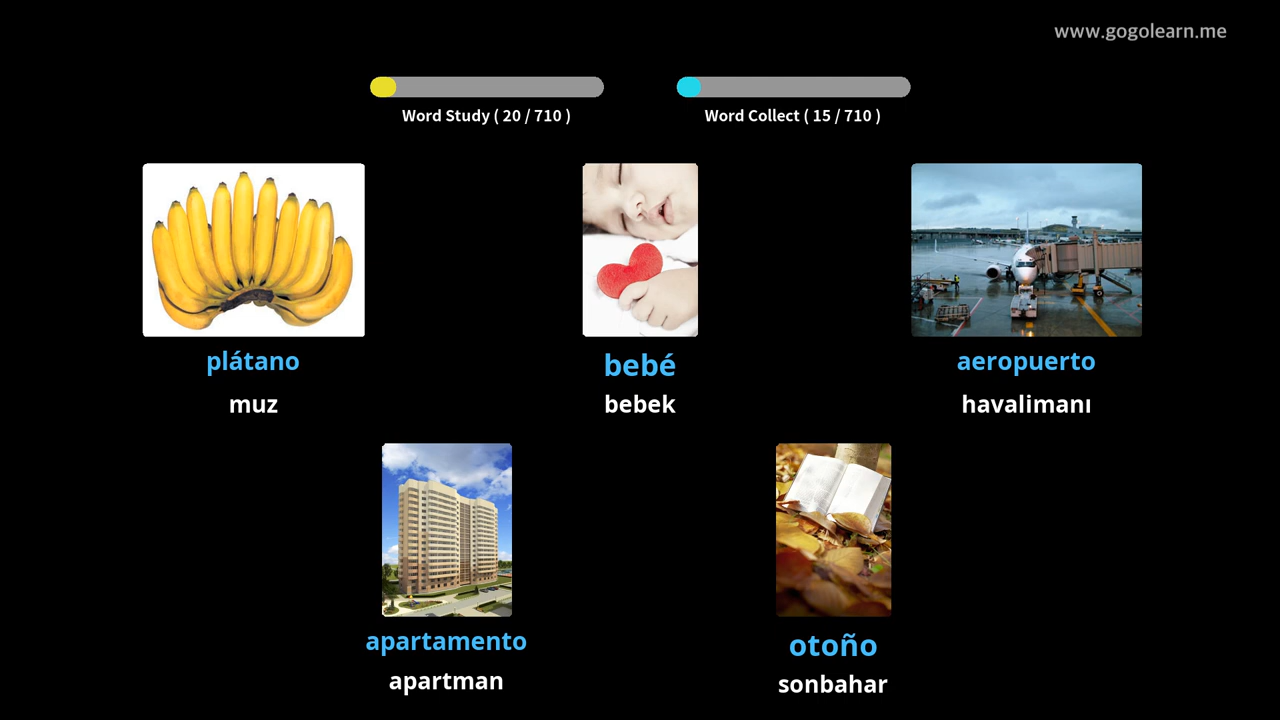 www.gogolearn.me
Word Study ( 20 / 710 )
Word Collect ( 15 / 710 )
plátano
muz
bebé
bebek
aeropuerto
havalimanı
apartamento
apartman
otoño
sonbahar